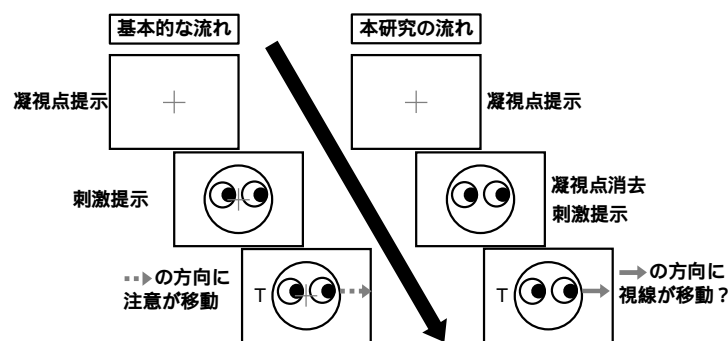 基本的な流れ
本研究の流れ
凝視点提示
凝視点提示
刺激提示
凝視点消去
刺激提示
の方向に
注意が移動
T
T
の方向に
視線が移動？